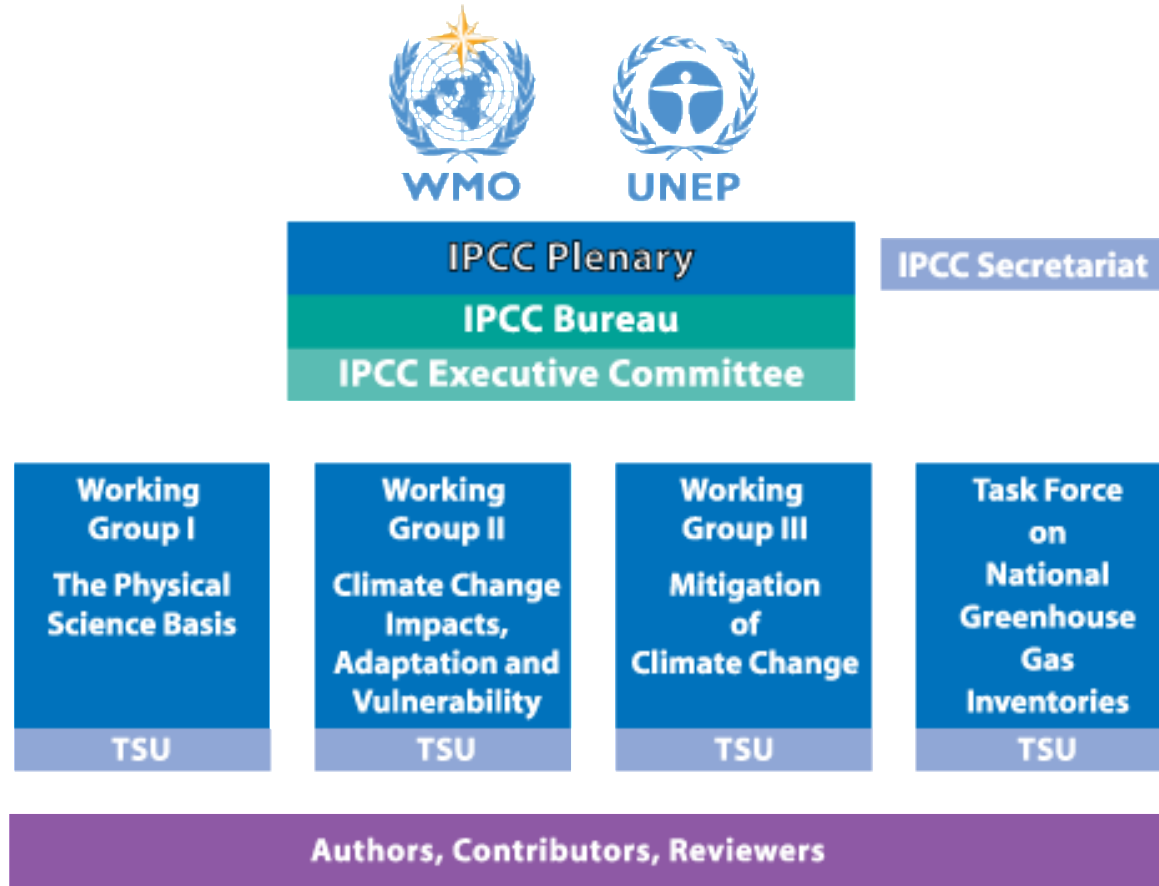 WMO
UNEP
IPCC Plenary
IPCC Secretariat
IPCC Bureau
IPCC Executive Committee
Working
Group I
The Physical
Science Basis
TSU
Working
Group II
Climate Change
Impacts,
Adaptation and
Vulnerability
TSU
Working
Group III
Mitigation
of
Climate Change
TSU
Task Force
on
National
Greenhouse
Gas
Inventories
TSU
Authors, Contributors, Reviewers